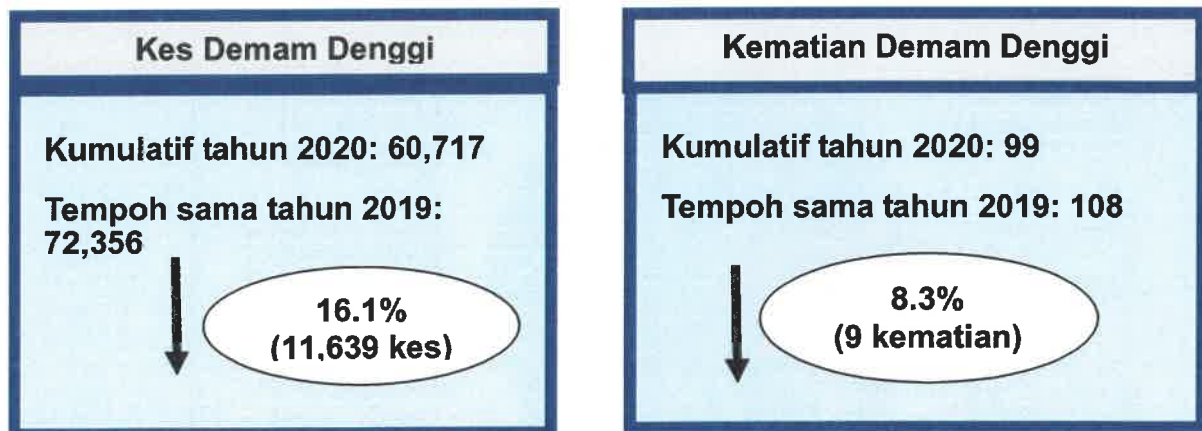 Kes Demam Denggi
Kumulatif tahun 2020: 60,717
Tempoh sama tahun 2019:
72,356
16.1%
(11,639 kes)
Kematian Demam Denggi
Kumulatif tahun 2020: 99
Tempoh sama tahun 2019: 108
8.3%
(9 kematian)